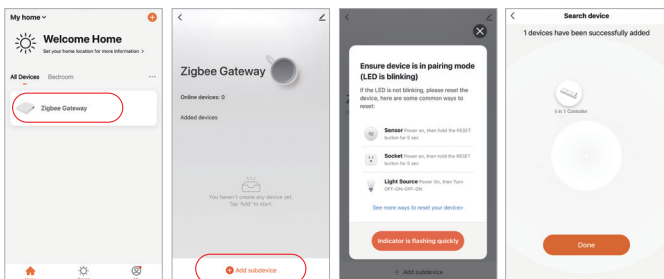 My home
Welcome Home
Set your home location for more information >
All Devices Bedroom
Zigbee Gateway
Zigbee Gateway
Online devices: 0
Added devices
You haven't create any device yet.
Tap 'Add' to start.
Add subdevice
Ensure device is in pairing mode
(LED is blinking)
If the LED is not blinking, please reset the
device, here are some common ways to
reset:
Sensor Power on, then hold the RESET
button for 5 sec
Socket Power on, then hold the RESET
button for 5 sec
Light Source Power On, then Turn
OFF-ON-OFF-ON
See more ways to reset your device>
Indicator is flashing quickly
Add subdevice
Search device
1 devices have been successfully added
5 in 1 Controller
Done